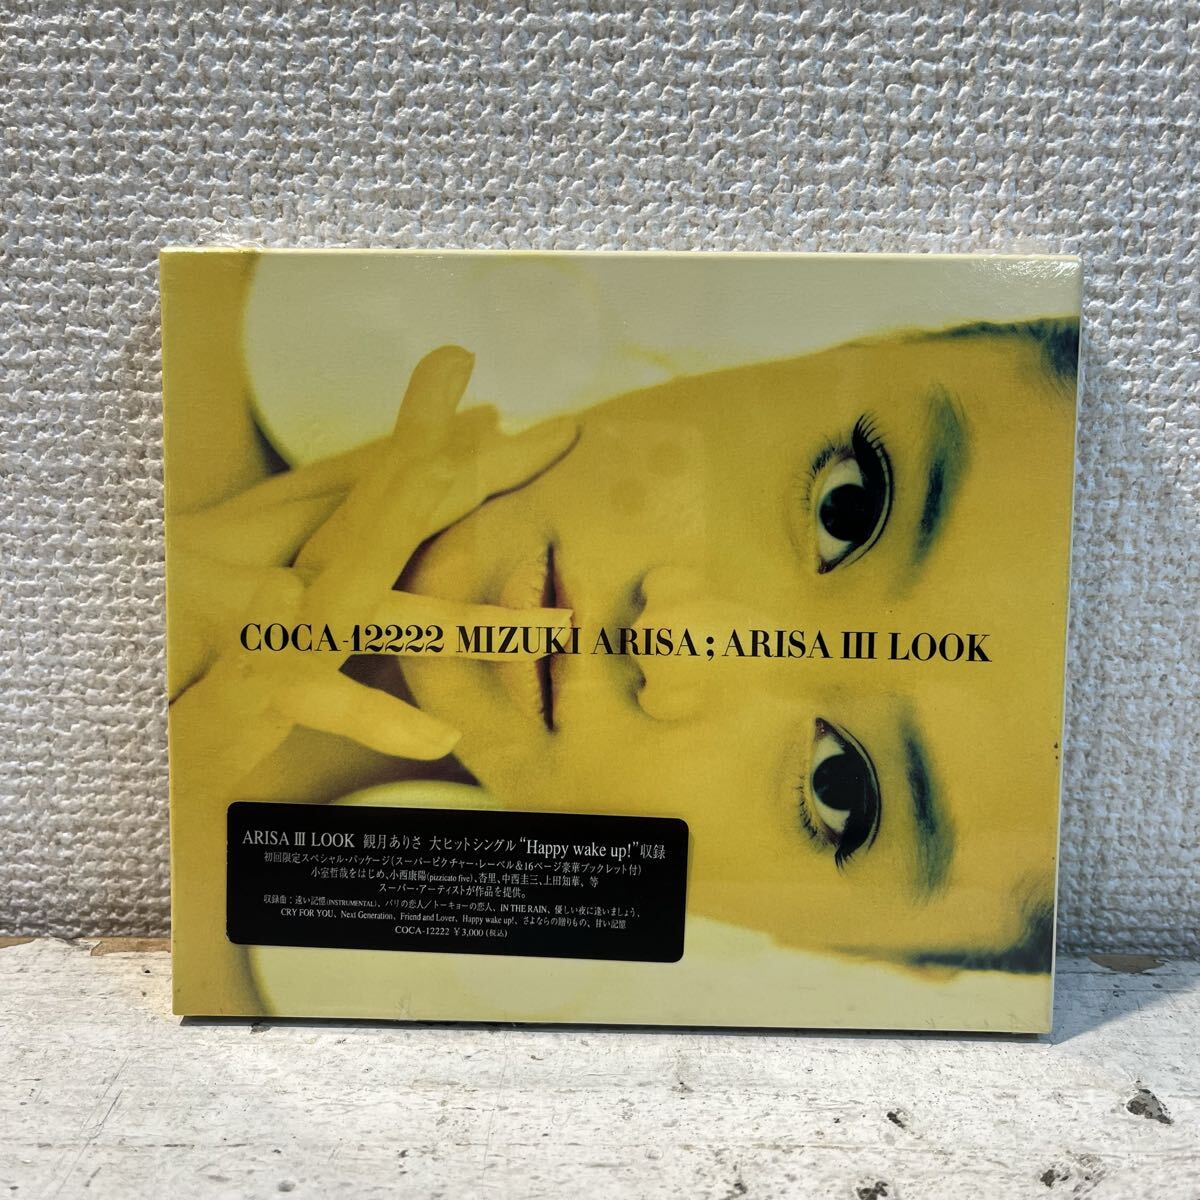 COCA-12222 MIZUKI ARISA; ARISA III LOOK
ARISA III LOOK 観月ありさ 大ヒットシングル“Happy wake up!”収録
初回限定スペシャル・パッケージ(スーパーピクチャー・レーベル&16ページ豪華ブックレット付)
小室哲哉をはじめ、小西康陽(pizzicato five)、杏里、中西圭三、上田知華、等
スーパー・アーティストが作品を提供。
収録曲：遠い記憶(INSTRUMENTAL)、パリの恋人/トーキョーの恋人、IN THE RAIN、優しい夜に逢いましょう、
CRY FOR YOU、Next Generation、Friend and Lover、Happy wake up!、さよならの贈りもの、甘い記憶
COCA-12222 ¥3,000(税込)